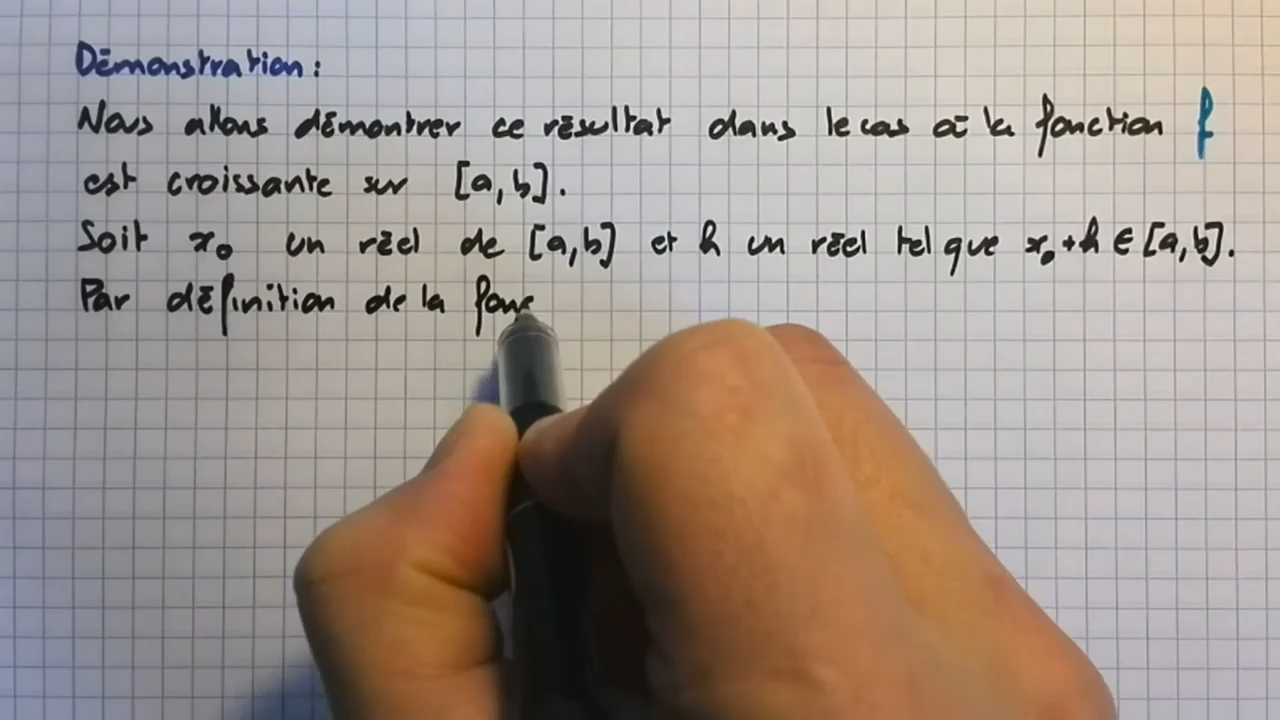 Démonstration :
Nous allons démontrer ce résultat dans le cas où la fonction f
est croissante sur [a, b].
Soit x₀ un réel de [a, b] et h un réel tel que x₀ + h ∈ [a, b].
Par définition de la fonc